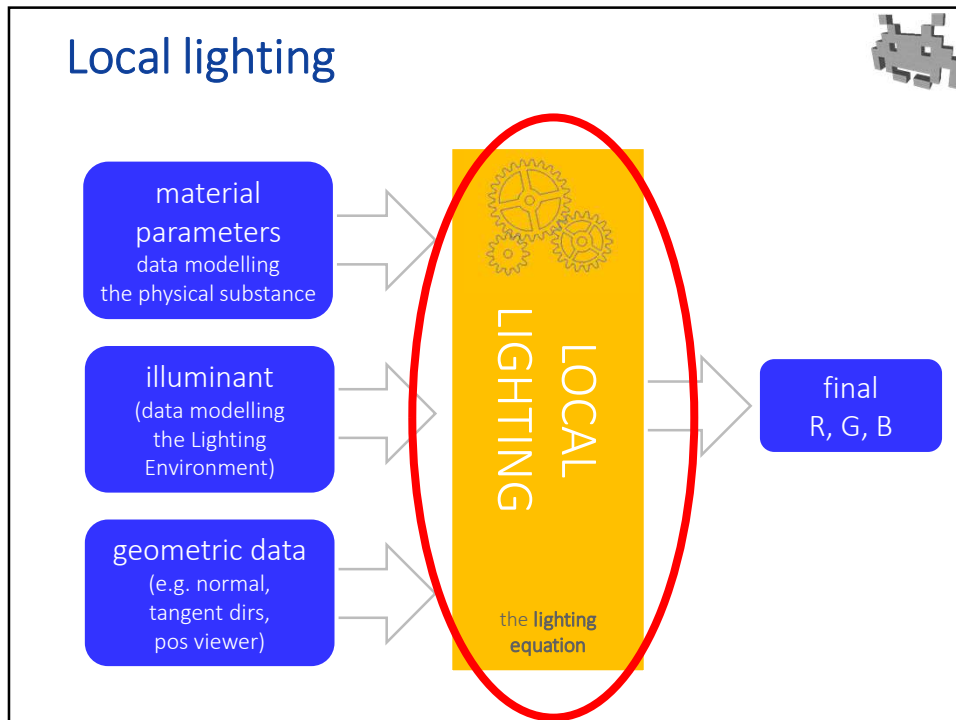 Local lighting
material
parameters
data modelling
the physical substance
illuminant
(data modelling
the Lighting
Environment)
geometric data
(e.g. normal,
tangent dirs,
pos viewer)
LOCAL
LIGHTING
the lighting
equation
final
R, G, B